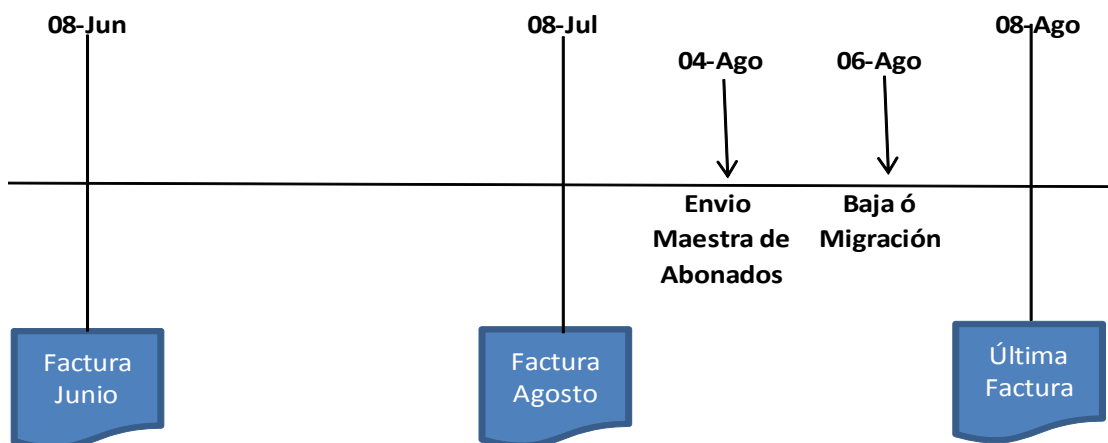 08-Jun
08-Jul
08-Ago
04-Ago
06-Ago
Envio
Maestra de
Abonados
Baja ó
Migración
Factura
Junio
Factura
Agosto
Última
Factura